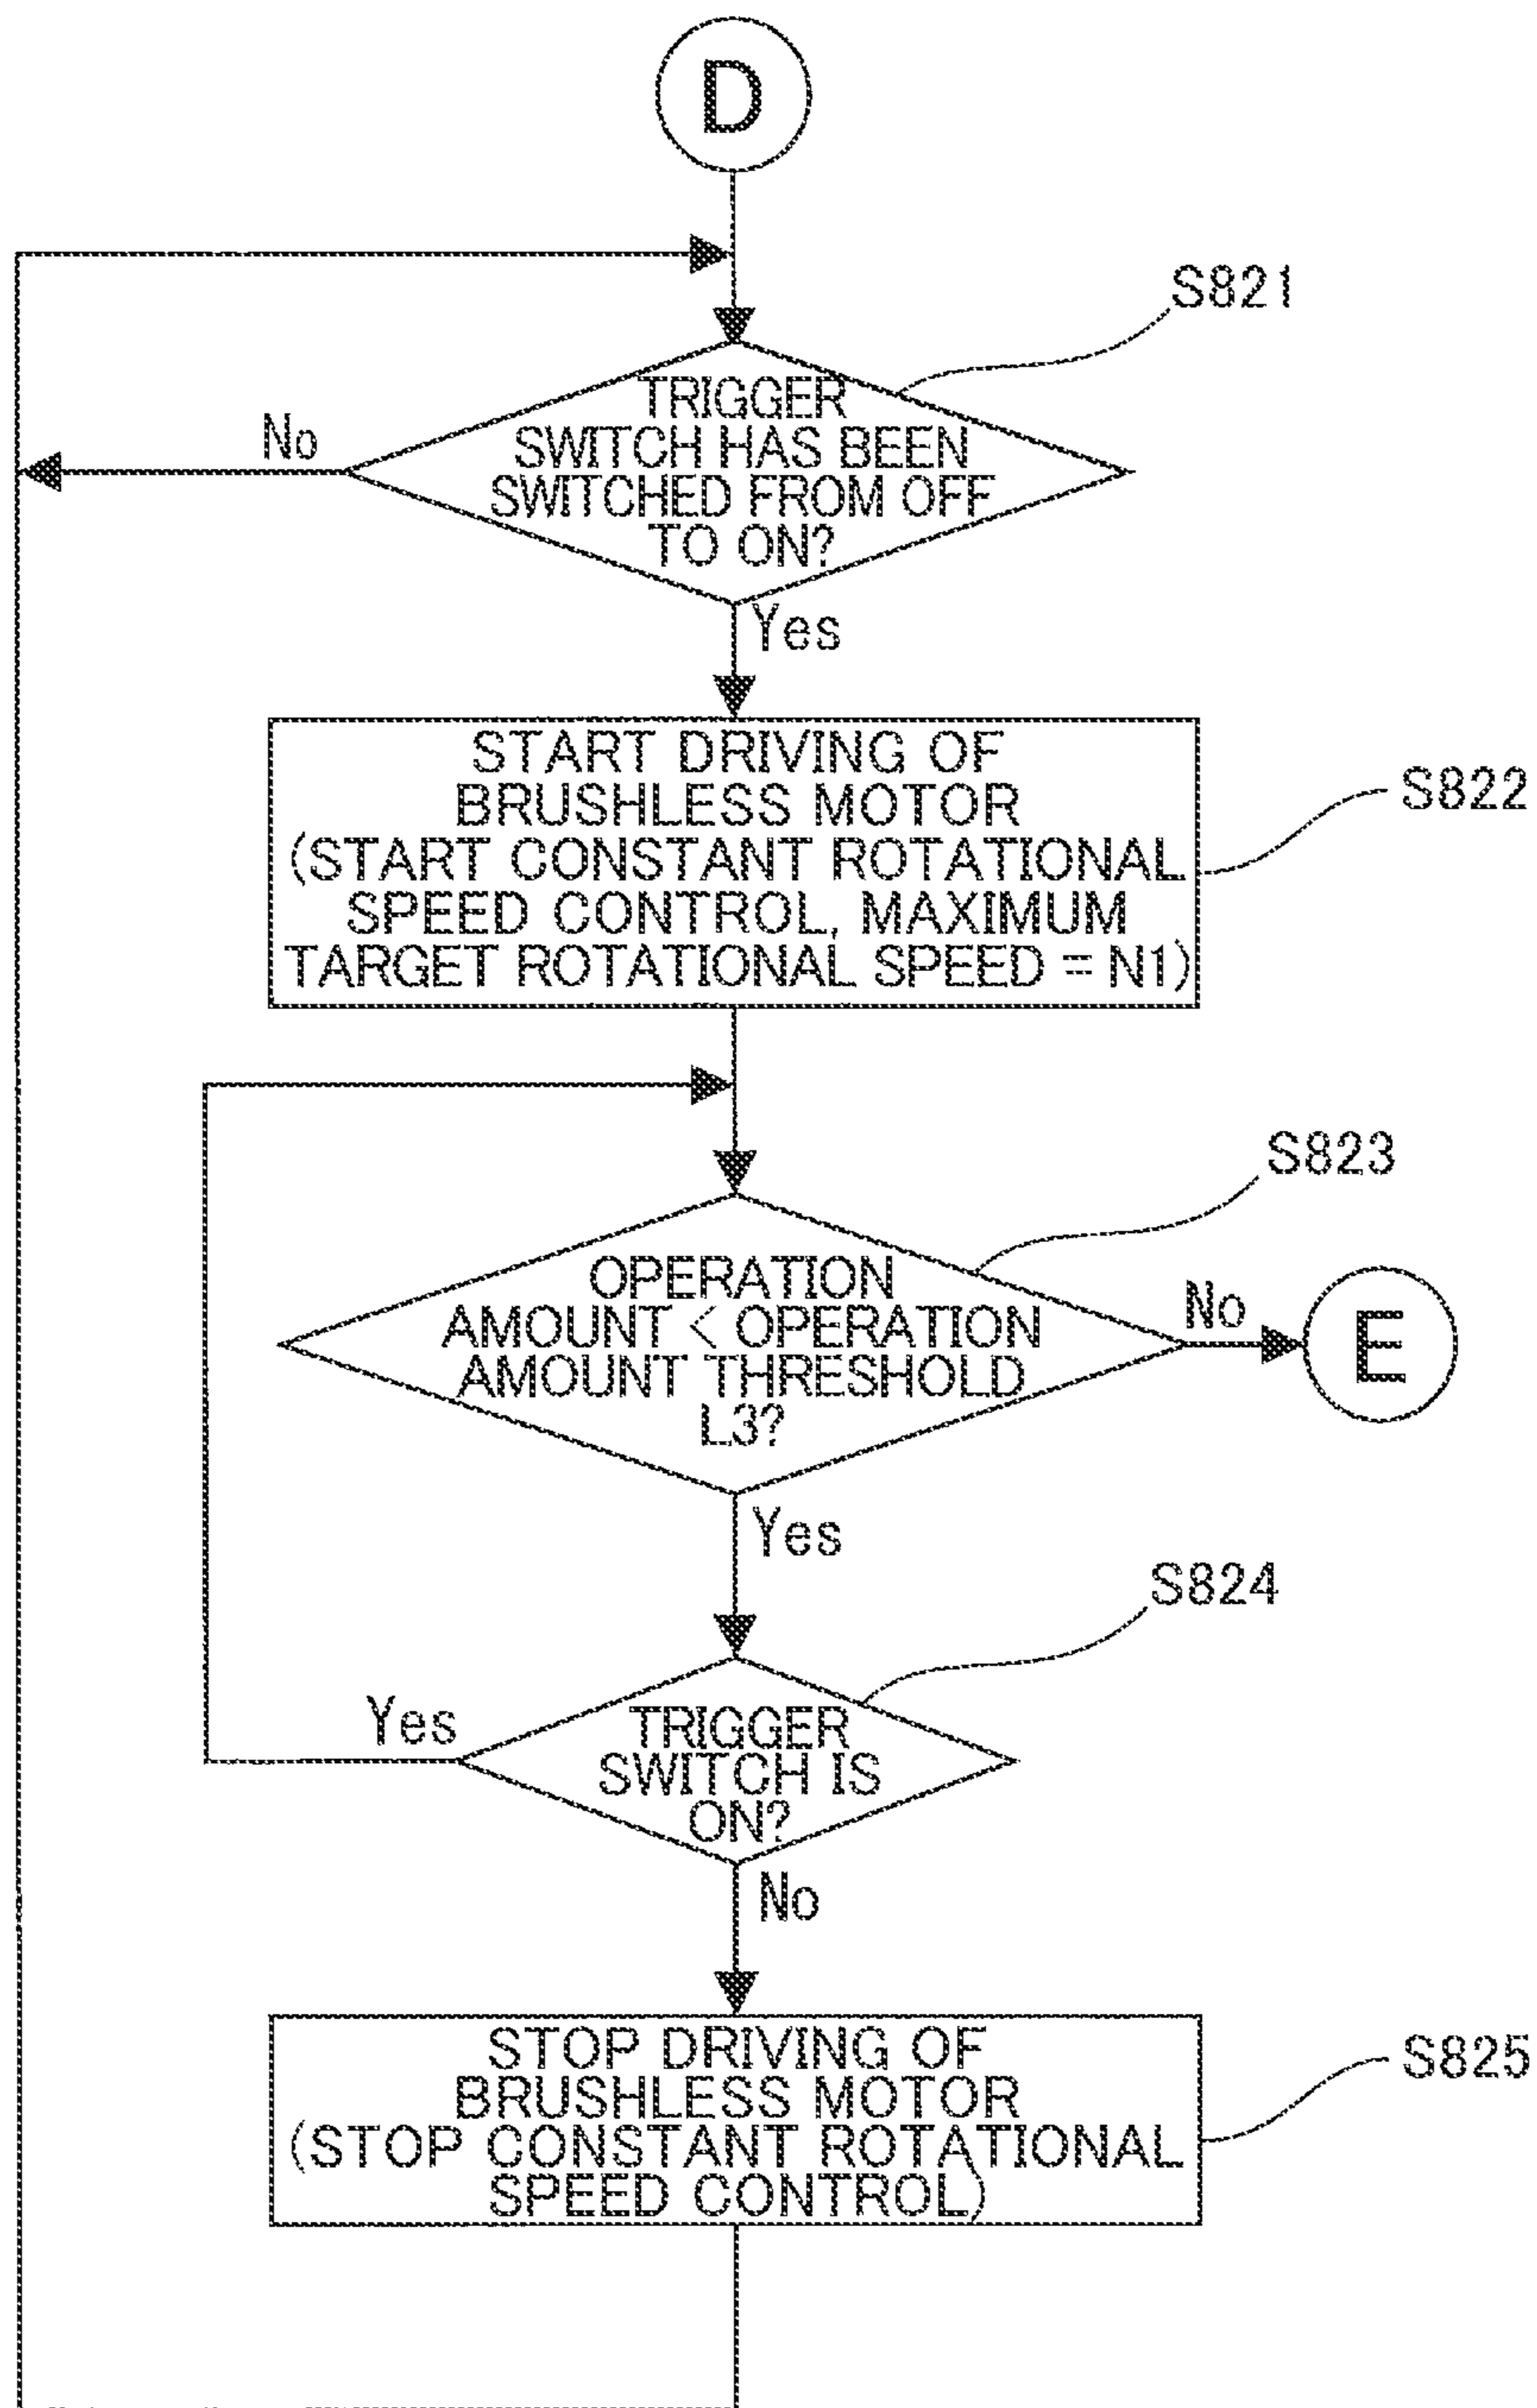 D
S821
No
TRIGGER
SWITCH HAS BEEN
SWITCHED FROM OFF
TO ON?
Yes
START DRIVING OF
BRUSHLESS MOTOR
(START CONSTANT ROTATIONAL
SPEED CONTROL, MAXIMUM
TARGET ROTATIONAL SPEED = N1)
S822
S823
OPERATION
AMOUNT < OPERATION
AMOUNT THRESHOLD
L3?
No
E
Yes
S824
Yes
TRIGGER
SWITCH IS
ON?
No
STOP DRIVING OF
BRUSHLESS MOTOR
(STOP CONSTANT ROTATIONAL
SPEED CONTROL)
S825